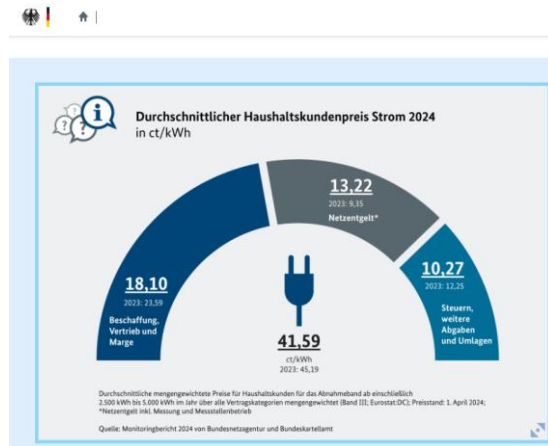 Durchschnittlicher Haushaltskundenpreis Strom 2024
in ct/kWh
13,22
2023: 9,35
Netzentgelt*
18,10
2023: 23,59
Beschaffung,
Vertrieb und
Marge
10,27
2023: 12,25
Steuern,
weitere
Abgaben
und Umlagen
41,59
ct/kWh
2023: 45,19
Durchschnittliche mengengewichtete Preise für Haushaltskunden für das Abnahmeband ab einschließlich
2.500 kWh bis 5.000 kWh im Jahr über alle Vertragskategorien mengengewichtet (Band III; Eurostat:DC); Preisstand: 1. April 2024;
*Netzentgelt inkl. Messung und Messstellenbetrieb
Quelle: Monitoringbericht 2024 von Bundesnetzagentur und Bundeskartellamt